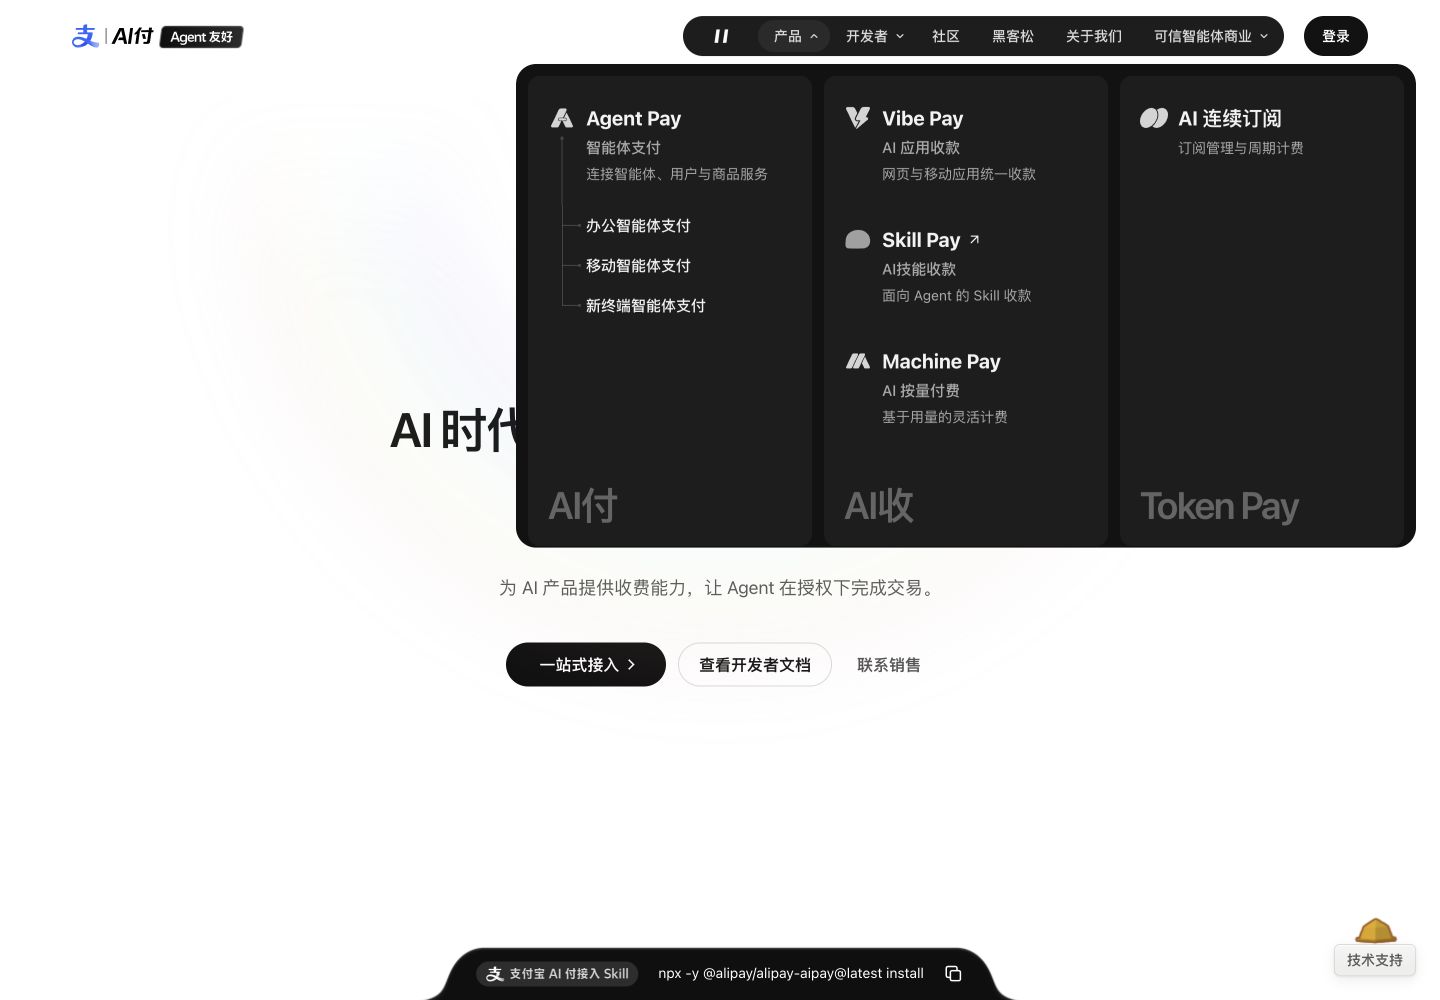 支 AI付 Agent 友好
产品
开发者
社区
黑客松
关于我们
可信智能体商业
登录
Agent Pay
智能体支付
连接智能体、用户与商品服务
办公智能体支付
移动智能体支付
新终端智能体支付
AI付
Vibe Pay
AI 应用收款
网页与移动应用统一收款
Skill Pay
AI技能收款
面向 Agent 的 Skill 收款
Machine Pay
AI 按量付费
基于用量的灵活计费
AI收
AI 连续订阅
订阅管理与周期计费
Token Pay
AI 时代
为 AI 产品提供收费能力，让 Agent 在授权下完成交易。
一站式接入
查看开发者文档
联系销售
支 支付宝 AI 付接入 Skill
npx -y @alipay/alipay-aipay@latest install
技术支持